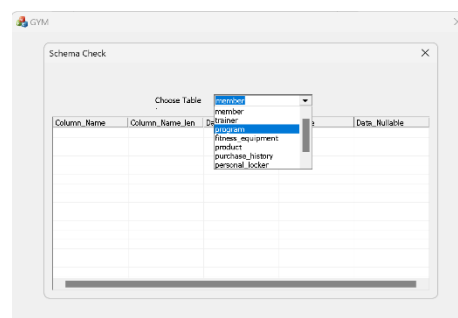 GYM
Schema Check
Choose Table
member
member
trainer
program
fitness_equipment
product
purchase_history
personal_locker
Column_Name Column_Name_len Data_Nullable